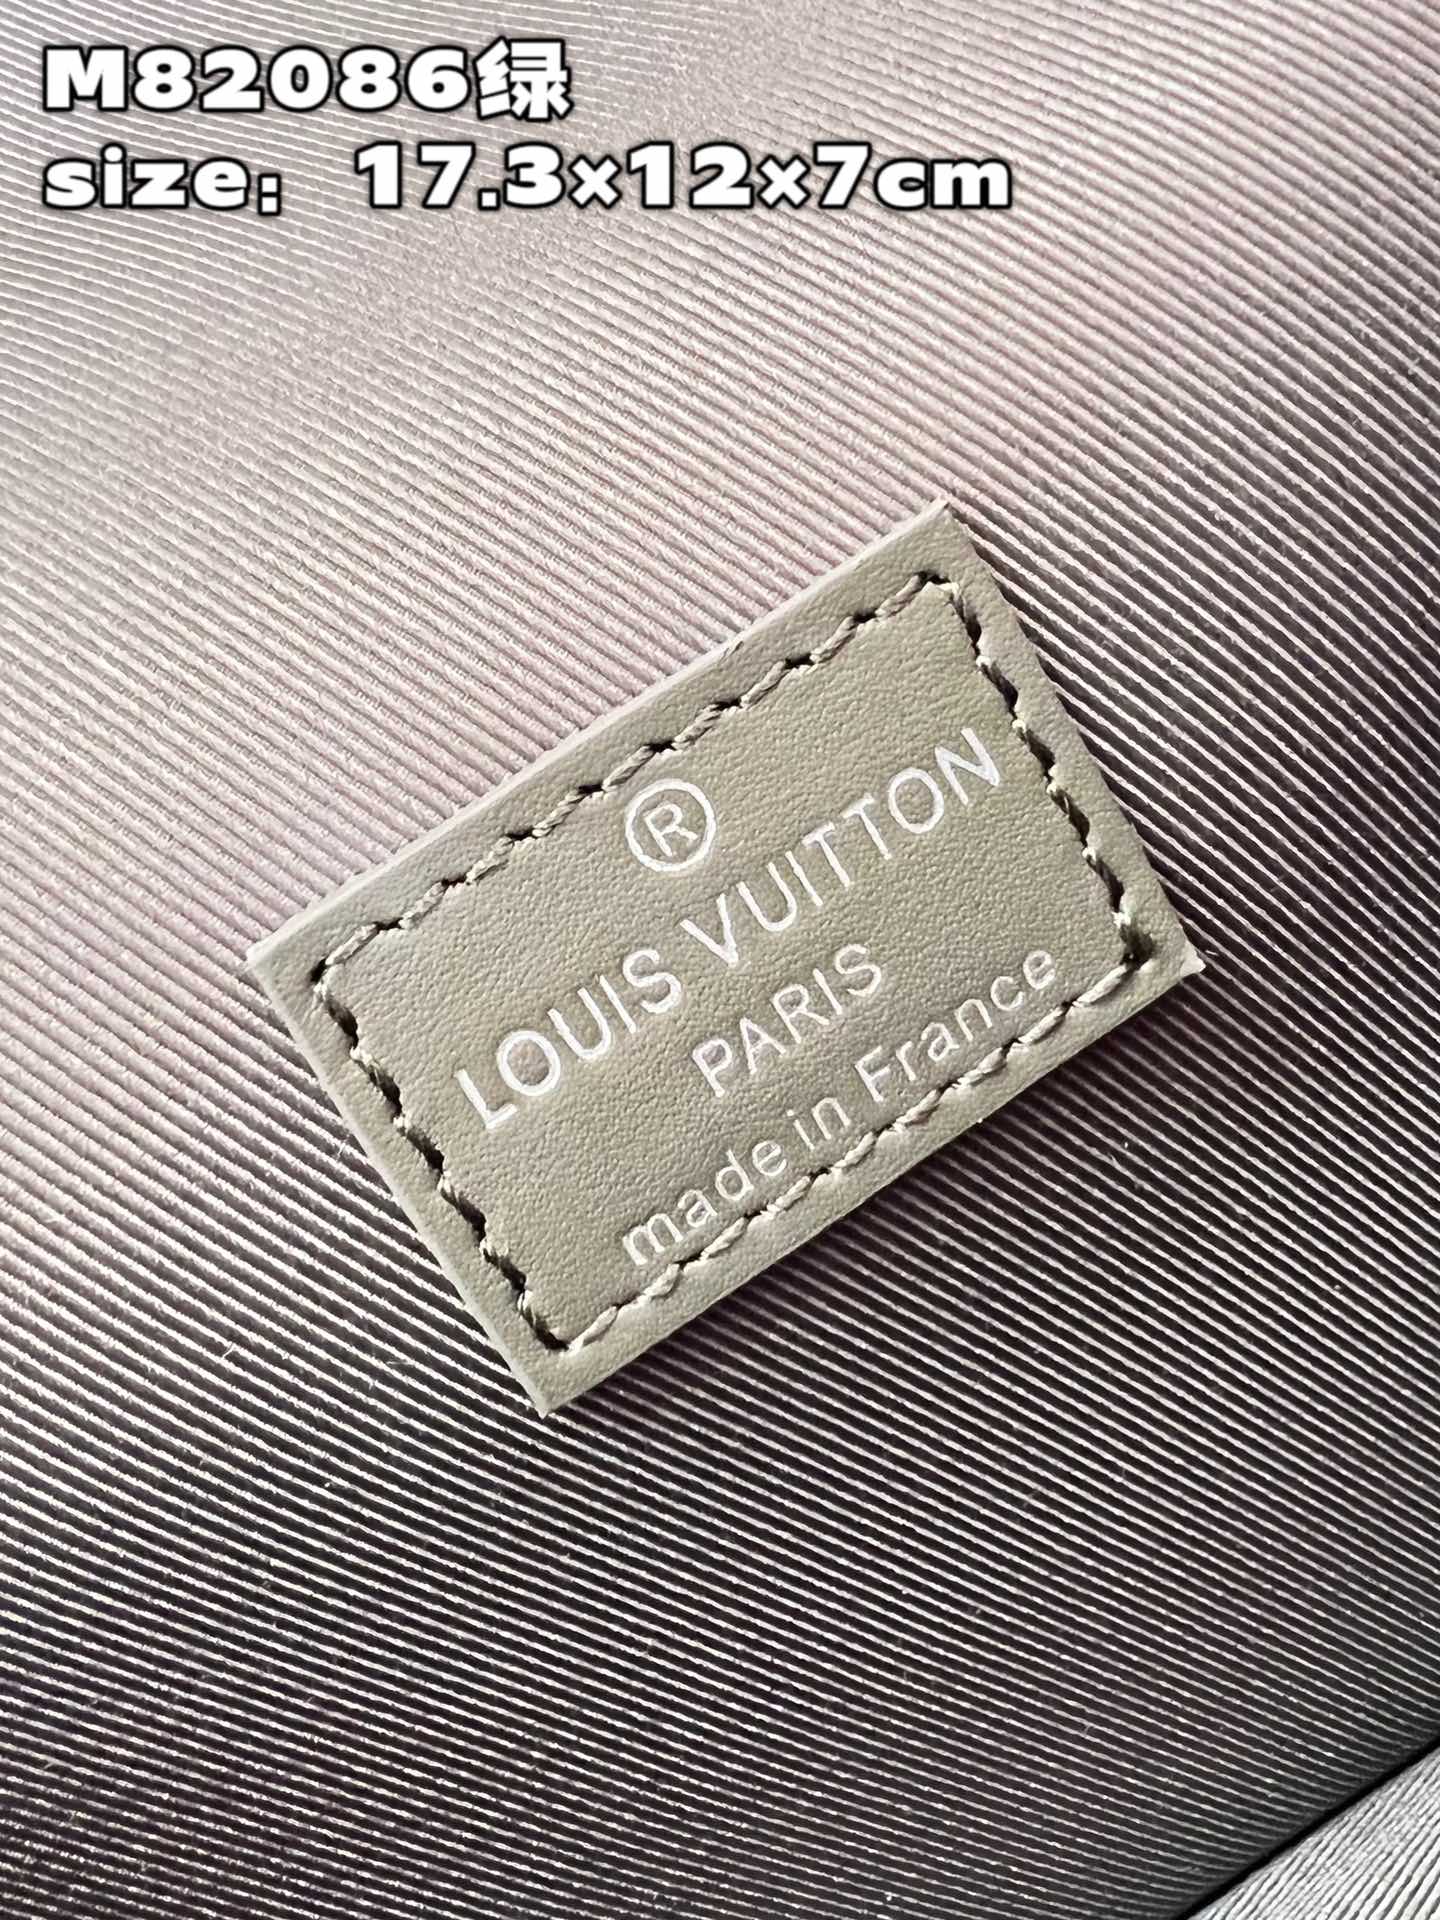 M82086绿
size：17.3×12×7cm
®
LOUIS VUITTON
PARIS
made in France